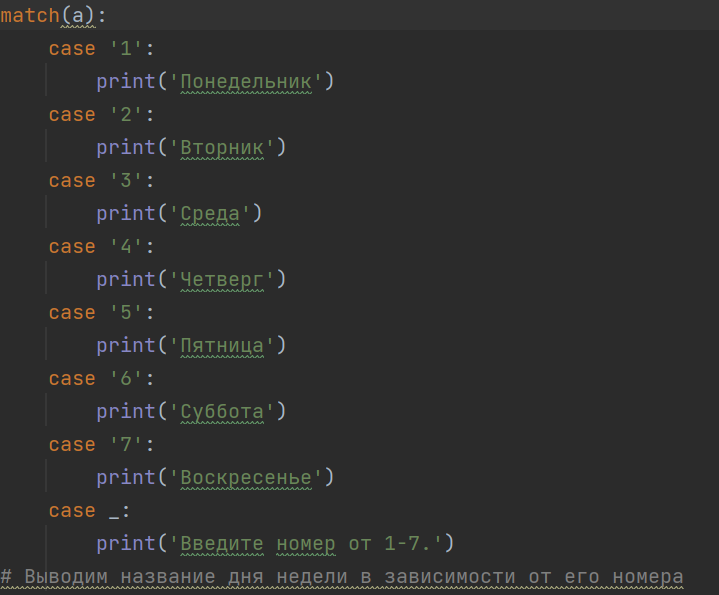 match(a):
    case '1':
        print('Понедельник')
    case '2':
        print('Вторник')
    case '3':
        print('Среда')
    case '4':
        print('Четверг')
    case '5':
        print('Пятница')
    case '6':
        print('Суббота')
    case '7':
        print('Воскресенье')
    case _:
        print('Введите номер от 1-7.')
# Выводим название дня недели в зависимости от его номера